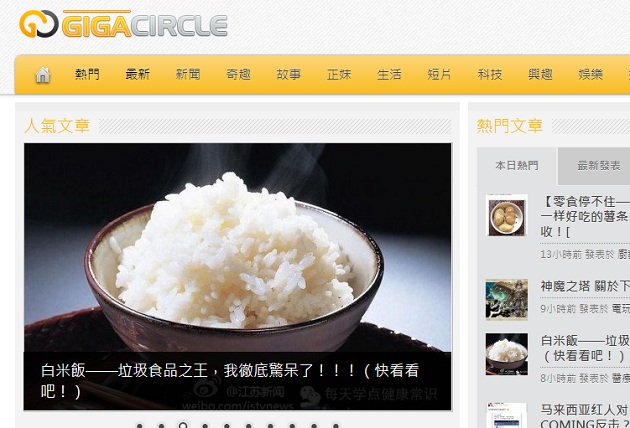 GIGACIRCLE
熱門 最新 新聞 奇趣 故事 正妹 生活 短片 科技 興趣 娛樂
人氣文章
白米飯——垃圾食品之王，我徹底驚呆了！！！（快看看
吧！）
@江苏新闻
weibo.com/jstvnews
每天学点健康常识
熱門文章
本日熱門 最新發表
【零食停不住—
一樣好吃的薯条
收！[
13小時前 發表於
神魔之塔 關於下
9小時前 發表於 電玩
白米飯——垃圾
（快看看吧！）
8小時前 發表於 醫療
马来西亚红人对
COMING反击？